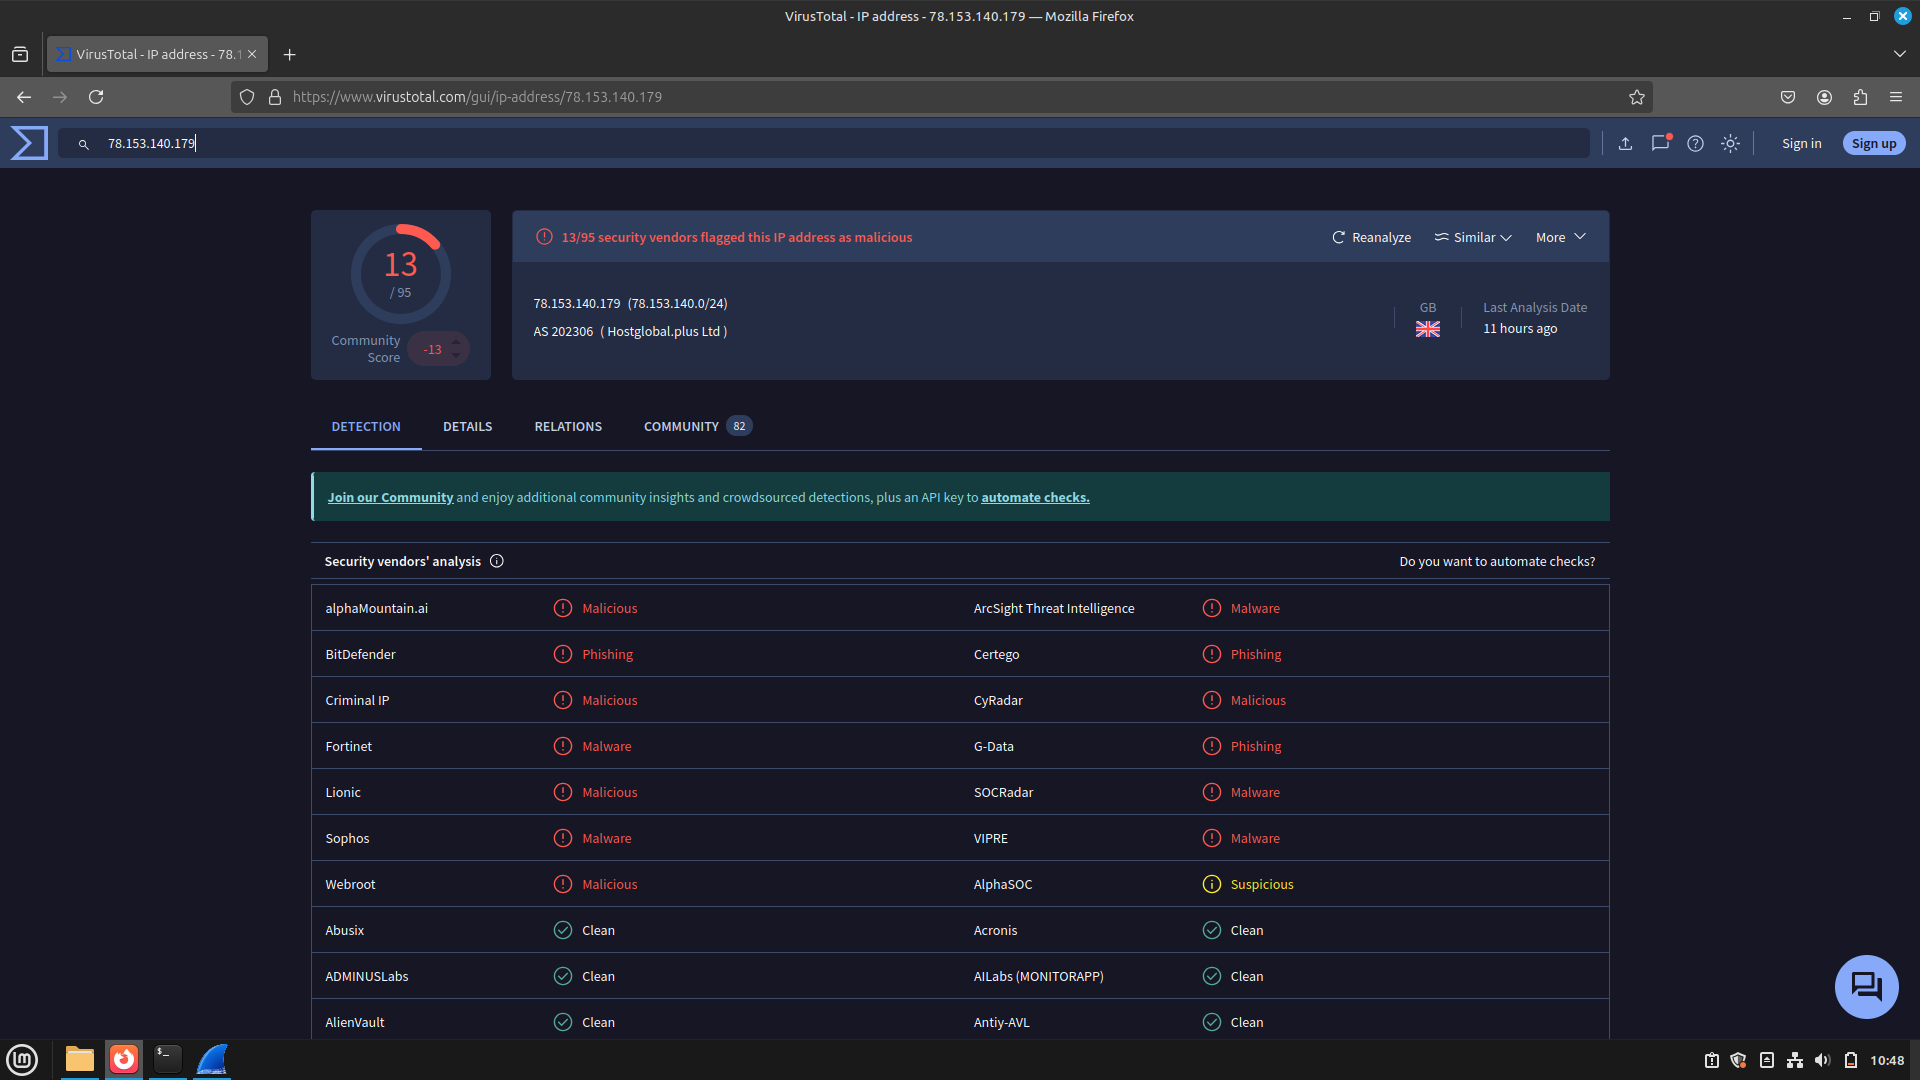 VirusTotal - IP address - 78.153.140.179 — Mozilla Firefox
VirusTotal - IP address - 78.1
https://www.virustotal.com/gui/ip-address/78.153.140.179
78.153.140.179
Sign in
Sign up
13
/ 95
Community Score
-13
13/95 security vendors flagged this IP address as malicious
Reanalyze
Similar
More
78.153.140.179 (78.153.140.0/24)
AS 202306 ( Hostglobal.plus Ltd )
GB
Last Analysis Date
11 hours ago
DETECTION
DETAILS
RELATIONS
COMMUNITY 82
Join our Community and enjoy additional community insights and crowdsourced detections, plus an API key to automate checks.
Security vendors' analysis
Do you want to automate checks?
alphaMountain.ai Malicious ArcSight Threat Intelligence Malware
BitDefender Phishing Certego Phishing
Criminal IP Malicious CyRadar Malicious
Fortinet Malware G-Data Phishing
Lionic Malicious SOCRadar Malware
Sophos Malware VIPRE Malware
Webroot Malicious AlphaSOC Suspicious
Abusix Clean Acronis Clean
ADMINUSLabs Clean AILabs (MONITORAPP) Clean
AlienVault Clean Antiy-AVL Clean
10:48